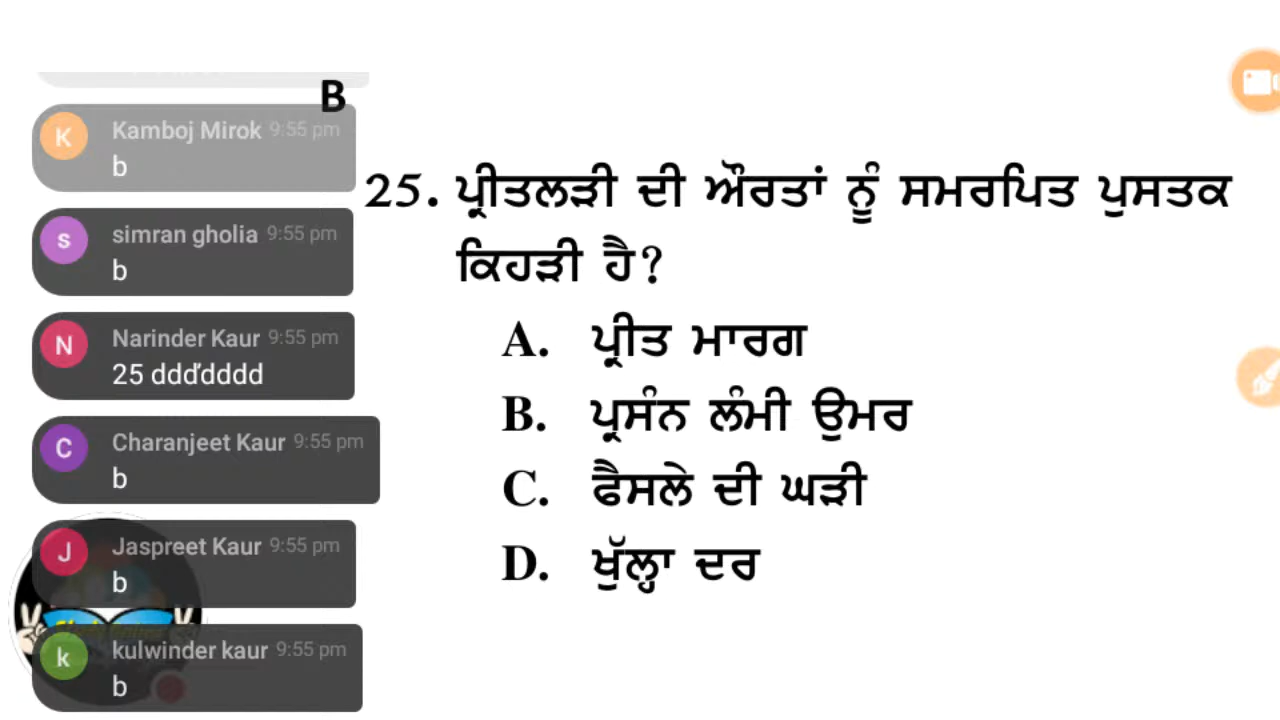 B
Kamboj Mirok 9:55 pm
b
simran gholia 9:55 pm
b
Narinder Kaur 9:55 pm
25 ddďdddd
Charanjeet Kaur 9:55 pm
b
Jaspreet Kaur 9:55 pm
b
kulwinder kaur 9:55 pm
b
25. ਪ੍ਰੀਤਲੜੀ ਦੀ ਔਰਤਾਂ ਨੂੰ ਸਮਰਪਿਤ ਪੁਸਤਕ
ਕਿਹੜੀ ਹੈ?
A. ਪ੍ਰੀਤ ਮਾਰਗ
B. ਪ੍ਰਸੰਨ ਲੰਮੀ ਉਮਰ
C. ਫੈਸਲੇ ਦੀ ਘੜੀ
D. ਖੁੱਲ੍ਹਾ ਦਰ